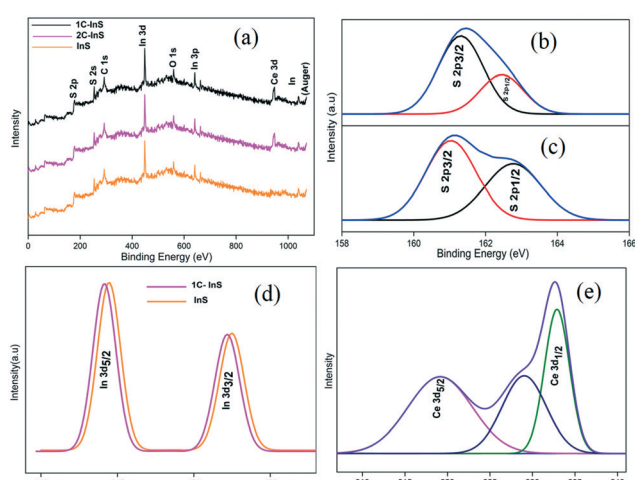 1C-InS
2C-InS
InS
(a)
S 2p
S 2s
C 1s
In 3d
O 1s
In 3p
Ce 3d
In
(Auger)
Intensity
0 200 400 600 800 1000
Binding Energy (eV)
(b)
S 2p3/2
S 2p1/2
(c)
S 2p3/2
S 2p1/2
Intensity (a.u)
158 160 162 164 166
Binding Energy (eV)
1C- InS
InS
(d)
In 3d5/2
In 3d3/2
Intensity(a.u)
(e)
Ce 3d5/2
Ce 3d1/2
Intensity